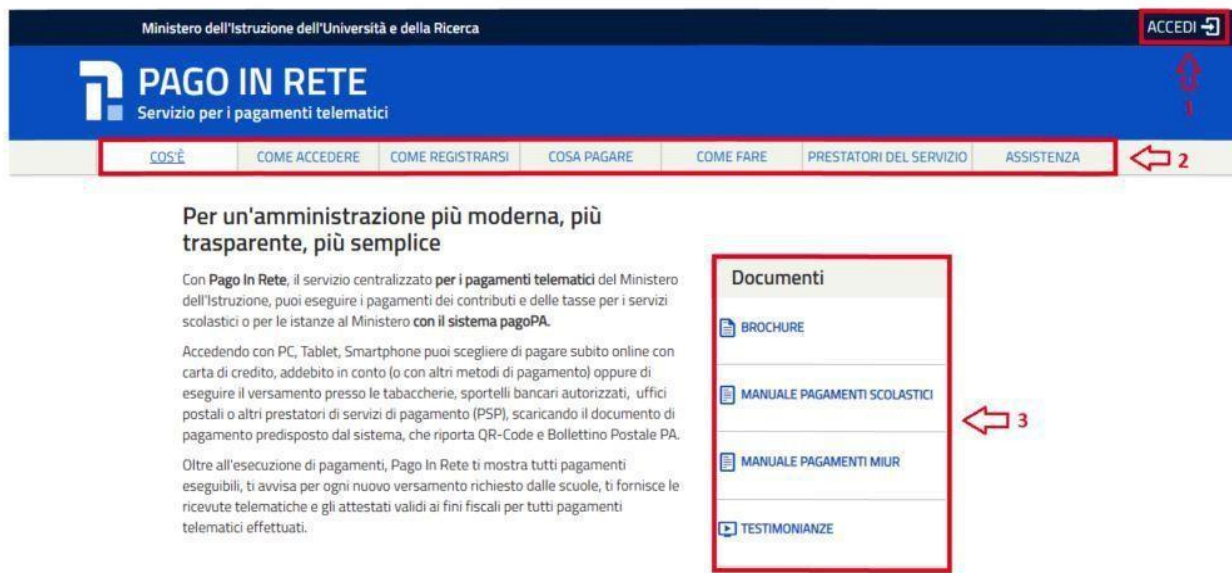 Ministero dell'Istruzione dell'Università e della Ricerca
ACCEDI
1
PAGO IN RETE
Servizio per i pagamenti telematici
COS'È COME ACCEDERE COME REGISTRARSI COSA PAGARE COME FARE PRESTATORI DEL SERVIZIO ASSISTENZA
2
Per un'amministrazione più moderna, più
trasparente, più semplice
Con Pago In Rete, il servizio centralizzato per i pagamenti telematici del Ministero
dell'Istruzione, puoi eseguire i pagamenti dei contributi e delle tasse per i servizi
scolastici o per le istanze al Ministero con il sistema pagoPA.
Accedendo con PC, Tablet, Smartphone puoi scegliere di pagare subito online con
carta di credito, addebito in conto (o con altri metodi di pagamento) oppure di
eseguire il versamento presso le tabaccherie, sportelli bancari autorizzati, uffici
postali o altri prestatori di servizi di pagamento (PSP), scaricando il documento di
pagamento predisposto dal sistema, che riporta QR-Code e Bollettino Postale PA.
Oltre all'esecuzione di pagamenti, Pago In Rete ti mostra tutti pagamenti
eseguibili, ti avvisa per ogni nuovo versamento richiesto dalle scuole, ti fornisce le
ricevute telematiche e gli attestati validi ai fini fiscali per tutti pagamenti
telematici effettuati.
Documenti
BROCHURE
MANUALE PAGAMENTI SCOLASTICI
MANUALE PAGAMENTI MIUR
TESTIMONIANZE
3